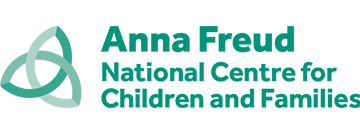 Anna Freud
National Centre for
Children and Families